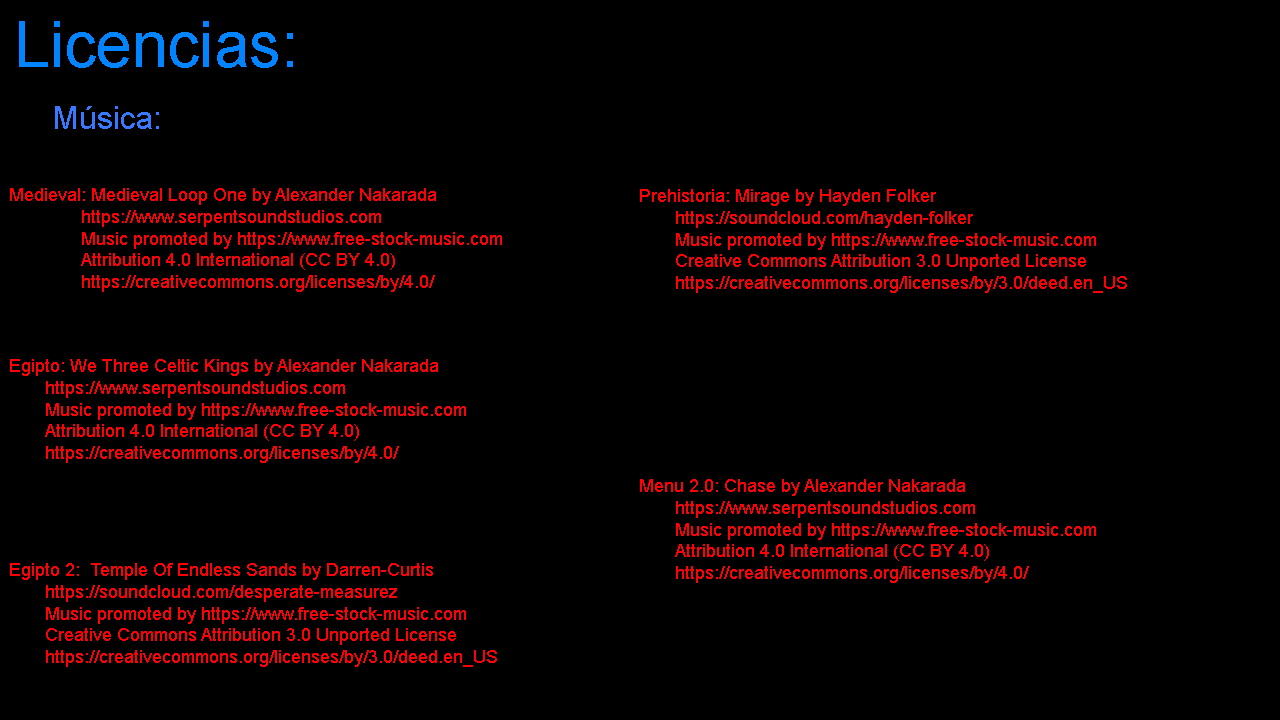 Licencias:
Música:
Medieval: Medieval Loop One by Alexander Nakarada
https://www.serpentsoundstudios.com
Music promoted by https://www.free-stock-music.com
Attribution 4.0 International (CC BY 4.0)
https://creativecommons.org/licenses/by/4.0/
Egipto: We Three Celtic Kings by Alexander Nakarada
https://www.serpentsoundstudios.com
Music promoted by https://www.free-stock-music.com
Attribution 4.0 International (CC BY 4.0)
https://creativecommons.org/licenses/by/4.0/
Egipto 2:  Temple Of Endless Sands by Darren-Curtis
https://soundcloud.com/desperate-measurez
Music promoted by https://www.free-stock-music.com
Creative Commons Attribution 3.0 Unported License
https://creativecommons.org/licenses/by/3.0/deed.en_US
Prehistoria: Mirage by Hayden Folker
https://soundcloud.com/hayden-folker
Music promoted by https://www.free-stock-music.com
Creative Commons Attribution 3.0 Unported License
https://creativecommons.org/licenses/by/3.0/deed.en_US
Menu 2.0: Chase by Alexander Nakarada
https://www.serpentsoundstudios.com
Music promoted by https://www.free-stock-music.com
Attribution 4.0 International (CC BY 4.0)
https://creativecommons.org/licenses/by/4.0/